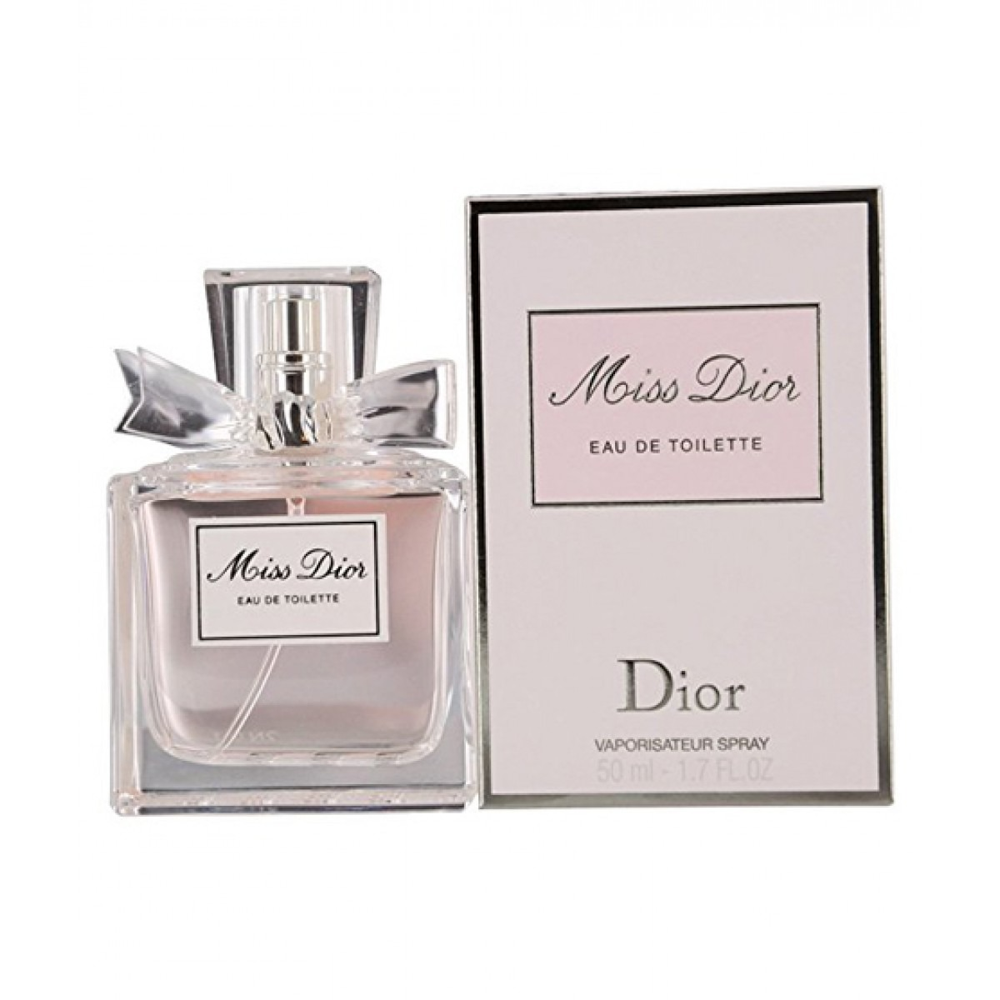 Miss Dior
EAU DE TOILETTE
Miss Dior
EAU DE TOILETTE
Dior
VAPORISATEUR SPRAY
50 ml - 1.7 FL.OZ